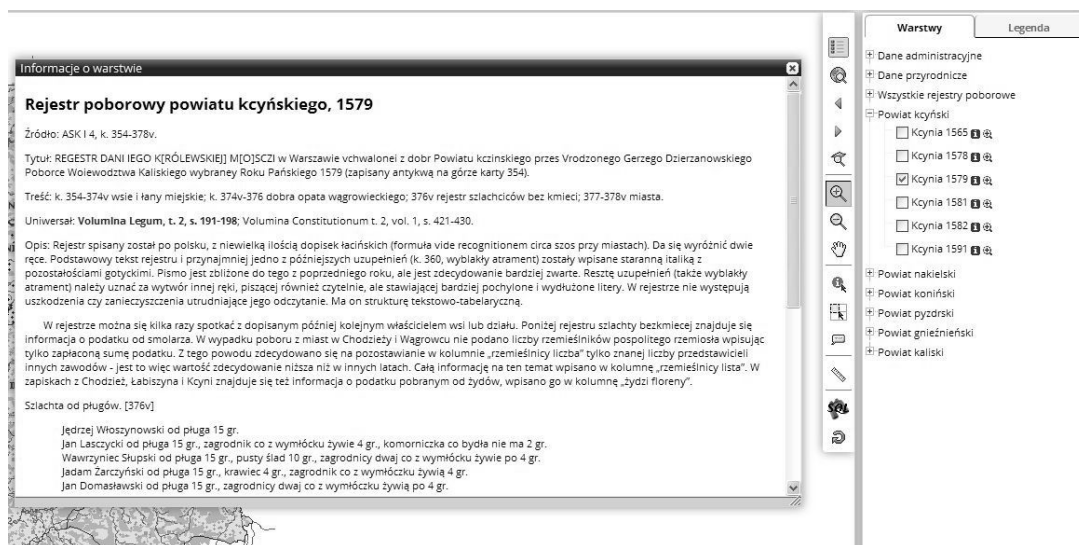 Informacje o warstwie
Rejestr poborowy powiatu kcyńskiego, 1579
Źródło: ASK I 4, k. 354-378v.
Tytuł: REGESTR DANI IEGO K[RÓLEWSKIEJ] M[O]SCZI w Warszawie vchwalonei z dobr Powiatu kczinskiego przes Vrodzonego Gerzego Dzierzanowskiego
Poborce Woiewodztwa Kaliskiego wybraney Roku Pańskiego 1579 (zapisany antykwą na górze karty 354).
Treść: k. 354-374v wsie i łany miejskie; k. 374v-376 dobra opata wągrowieckiego; 376v rejestr szlachciców bez kmieci; 377-378v miasta.
Uniwersał: Volumina Legum, t. 2, s. 191-198; Volumina Constitutionum t. 2, vol. 1, s. 421-430.
Opis: Rejestr spisany został po polsku, z niewielką ilością dopisek łacińskich (formuła vide recognitionem circa szos przy miastach). Da się wyróżnić dwie
ręce. Podstawowy tekst rejestru i przynajmniej jedno z późniejszych uzupełnień (k. 360, wyblakły atrament) zostały wpisane staranną italiką z
pozostałościami gotyckimi. Pismo jest zbliżone do tego z poprzedniego roku, ale jest zdecydowanie bardziej zwarte. Resztę uzupełnień (także wyblakły
atrament) należy uznać za wytwór innej ręki, piszącej również czytelnie, ale stawiającej bardziej pochylone i wydłużone litery. W rejestrze nie występują
uszkodzenia czy zanieczyszczenia utrudniające jego odczytanie. Ma on strukturę tekstowo-tabelaryczną.
W rejestrze można się kilka razy spotkać z dopisanym później kolejnym właścicielem wsi lub działu. Poniżej rejestru szlachty bezkmiecej znajduje się
informacja o podatku od smolarza. W wypadku poboru z miast w Chodzieży i Wągrowcu nie podano liczby rzemieślników pospolitego rzemiosła wpisując
tylko zapłaconą sumę podatku. Z tego powodu zdecydowano się na pozostawianie w kolumnie „rzemieślnicy liczba” tylko znanej liczby przedstawicieli
innych zawodów - jest to więc wartość zdecydowanie niższa niż w innych latach. Całą informację na ten temat wpisano w kolumnę „rzemieślnicy lista”. W
zapiskach z Chodzież, Łabiszyna i Kcyni znajduje się też informacja o podatku pobranym od żydów, wpisano go w kolumnę „żydzi floreny”.
Szlachta od pługów. [376v]
Jędrzej Włoszynowski od pługa 15 gr.
Jan Lasczycki od pługa 15 gr., zagrodnik co z wymłócku żywie 4 gr., komorniczka co bydła nie ma 2 gr.
Wawrzyniec Słupski od pługa 15 gr., pusty ślad 10 gr., zagrodnicy dwaj co z wymłócku żywie po 4 gr.
Jadam Żarczyński od pługa 15 gr., krawiec 4 gr., zagrodnik co z wymłóczku żywią 4 gr.
Jan Domasławski od pługa 15 gr., zagrodnicy dwaj co z wymłóczku żywią po 4 gr.
SQL
Warstwy
Legenda
Dane administracyjne
Dane przyrodnicze
Wszystkie rejestry poborowe
Powiat kcyński
Kcynia 1565
Kcynia 1578
Kcynia 1579
Kcynia 1581
Kcynia 1582
Kcynia 1591
Powiat nakielski
Powiat koniński
Powiat pyzdrski
Powiat gnieźnieński
Powiat kaliski